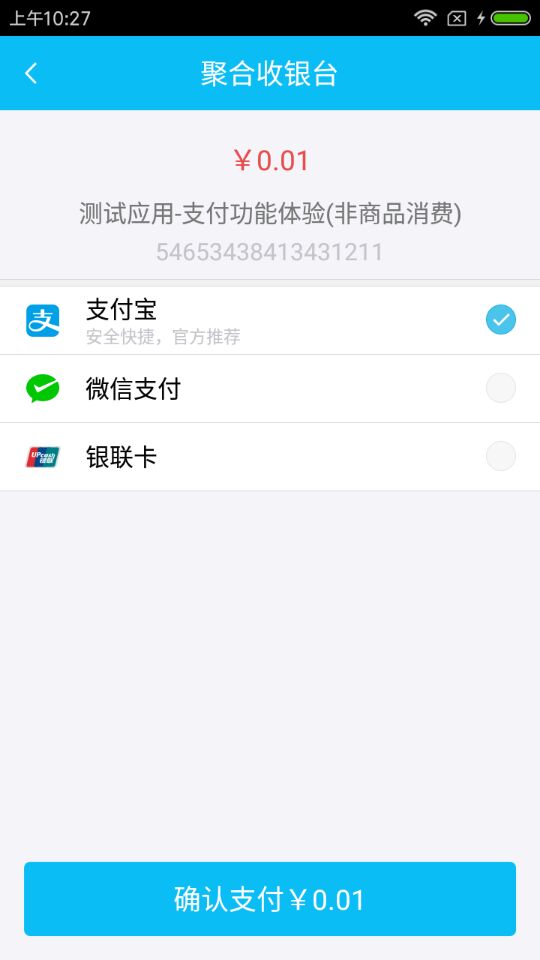 上午10:27
聚合收银台
￥0.01
测试应用-支付功能体验(非商品消费)
54653438413431211
支付宝
安全快捷，官方推荐
微信支付
银联卡
确认支付￥0.01